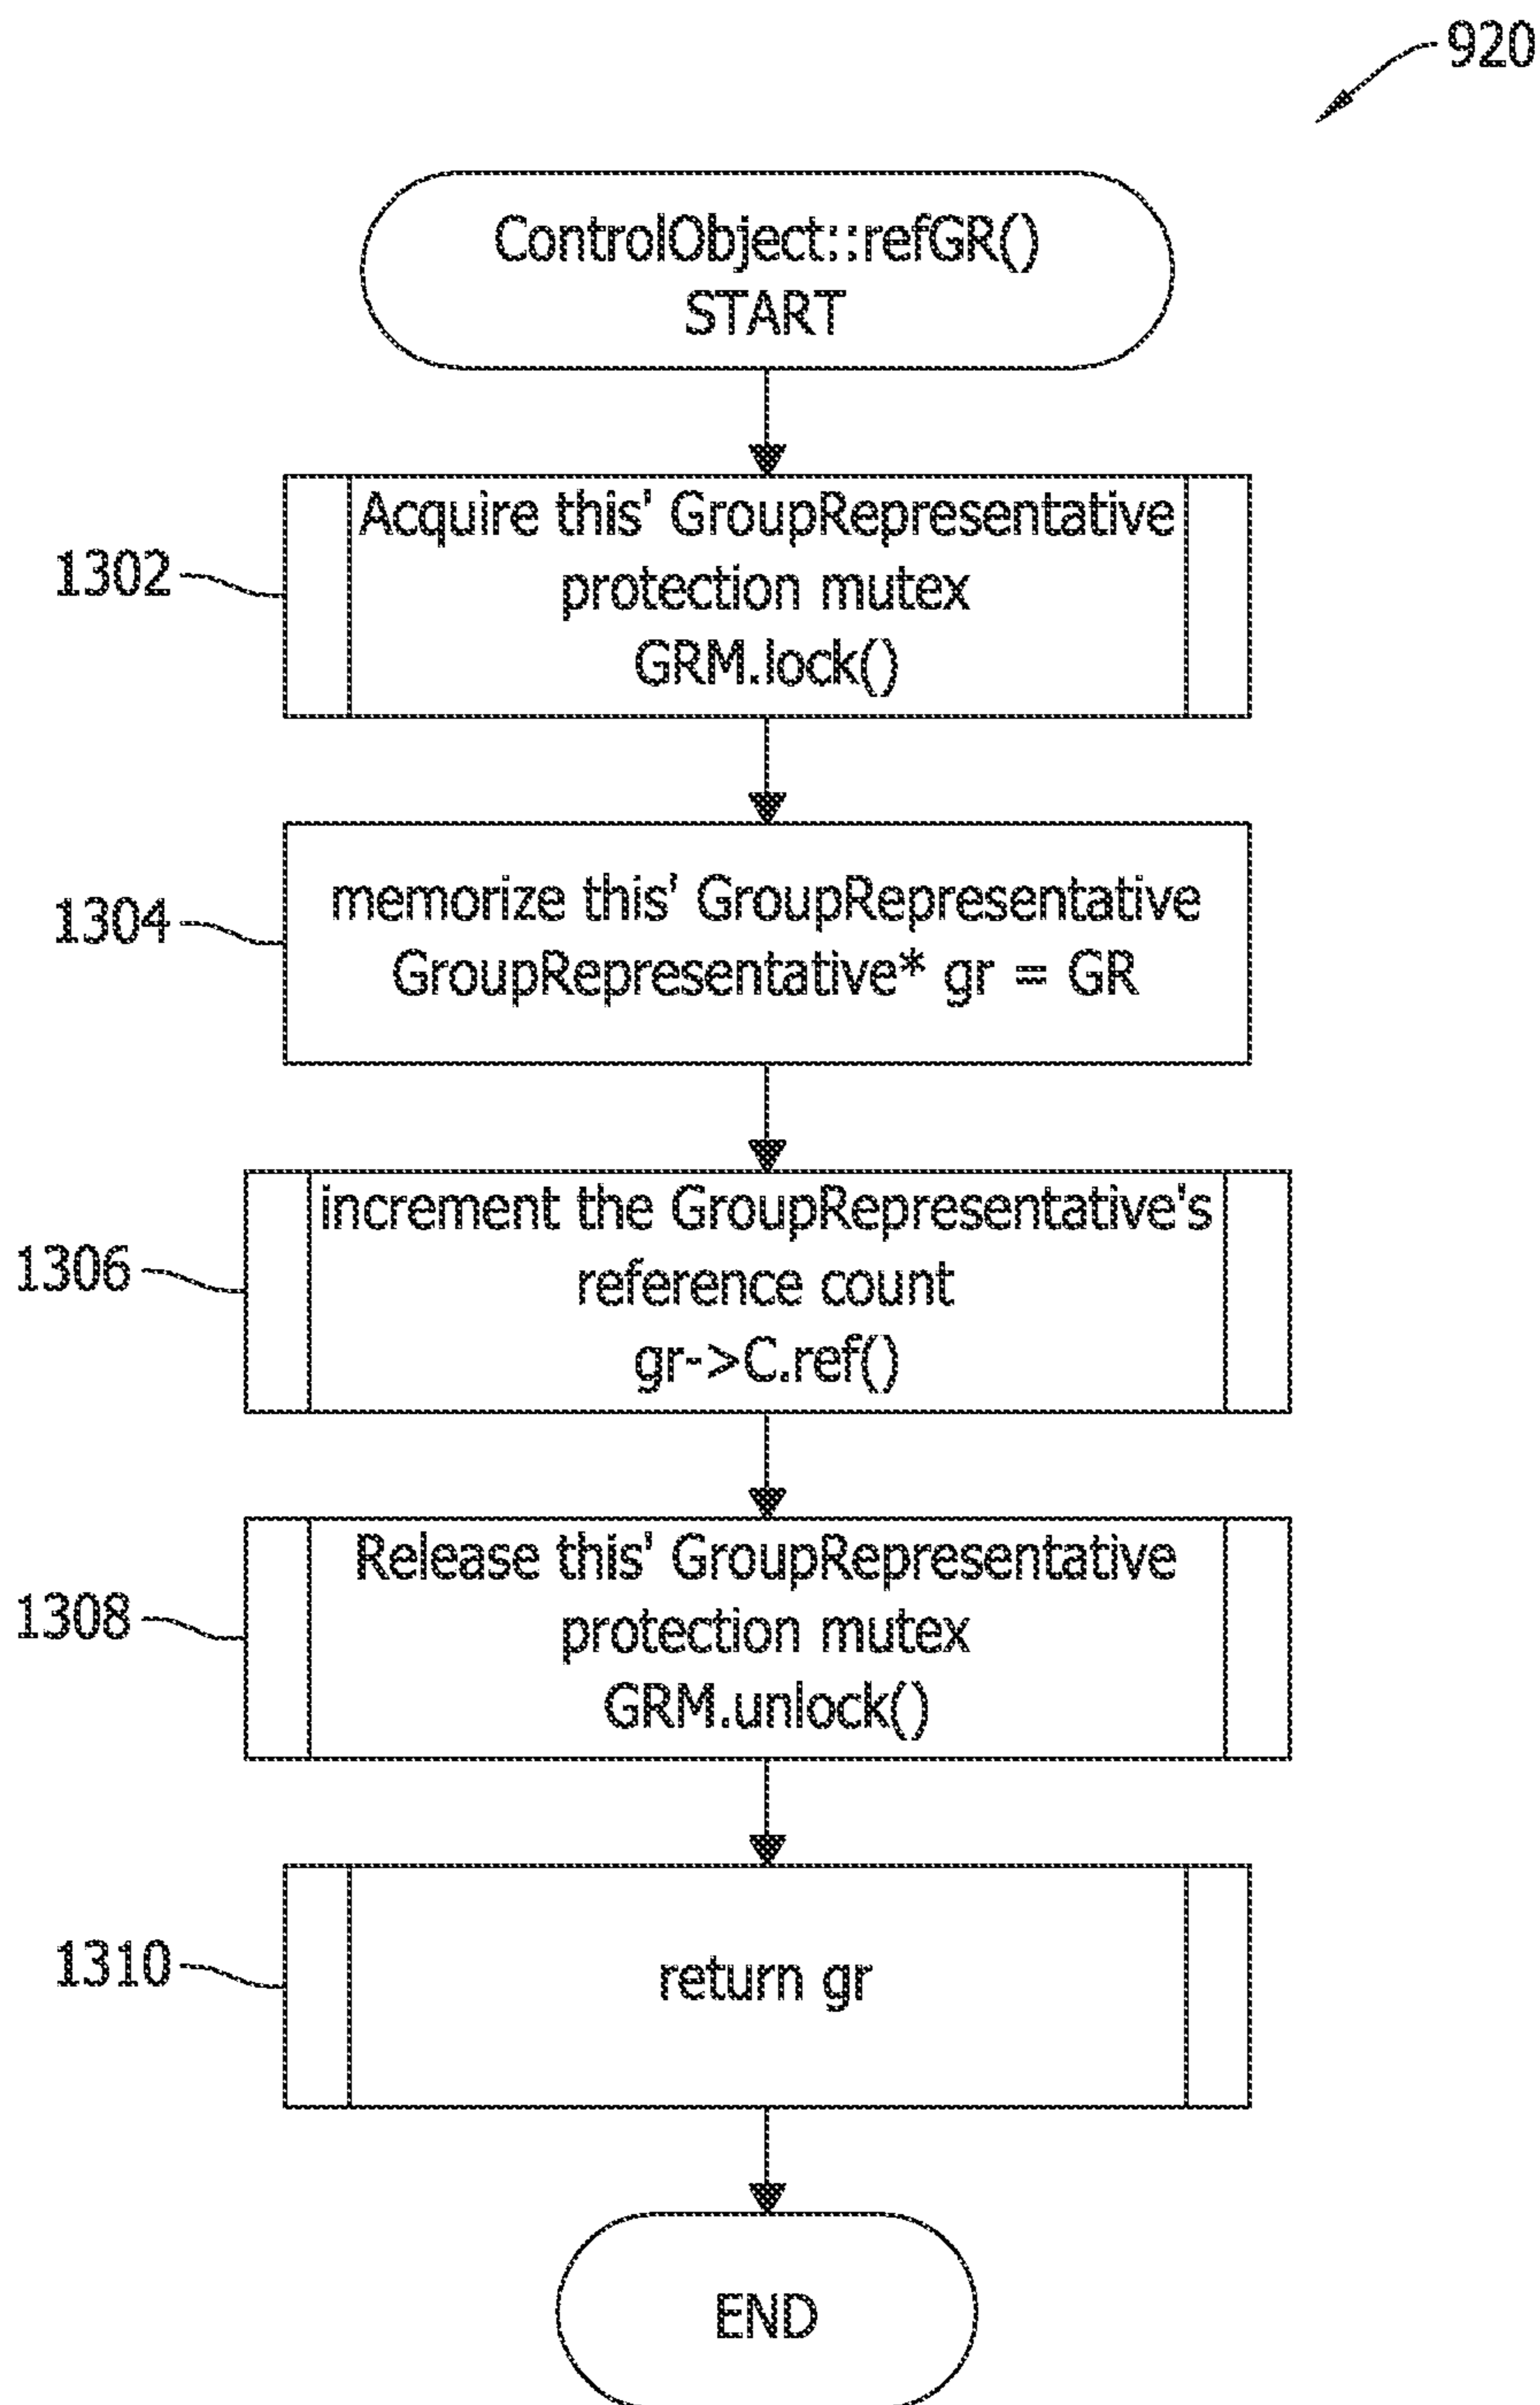 920
ControlObject::refGR()
START
1302
Acquire this' GroupRepresentative
protection mutex
GRM.lock()
1304
memorize this' GroupRepresentative
GroupRepresentative* gr = GR
1306
increment the GroupRepresentative's
reference count
gr->C.ref()
1308
Release this' GroupRepresentative
protection mutex
GRM.unlock()
1310
return gr
END